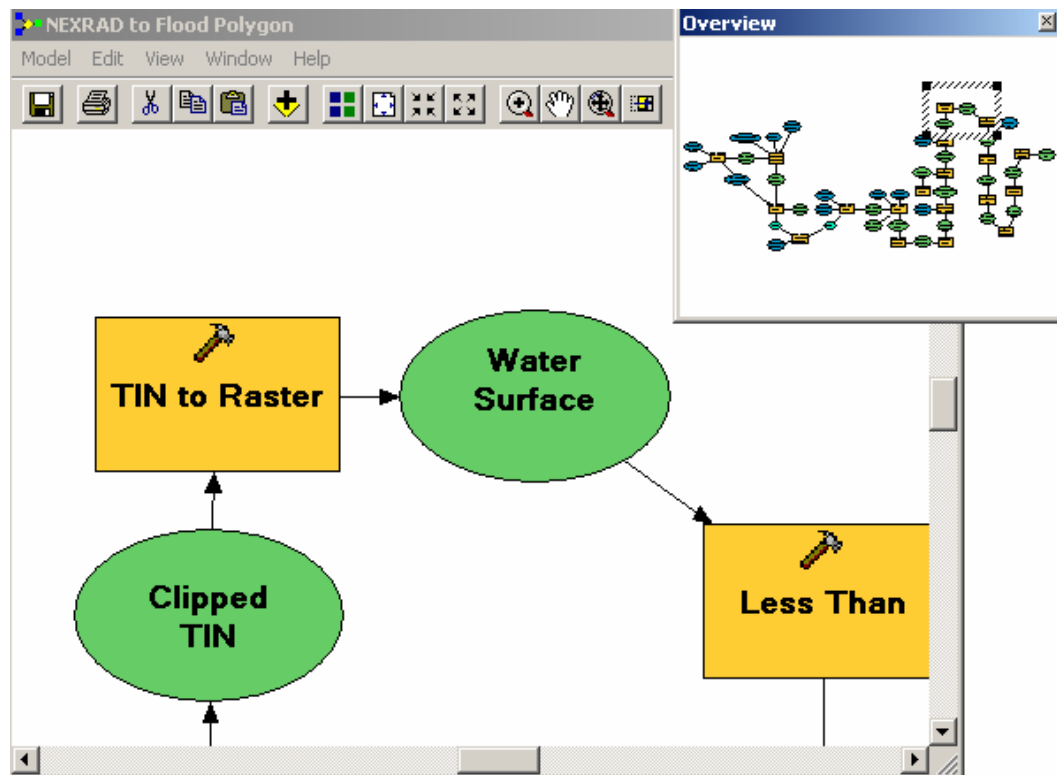 NEXRAD to Flood Polygon
Overview
Model Edit View Window Help
TIN to Raster
Water
Surface
Clipped
TIN
Less Than